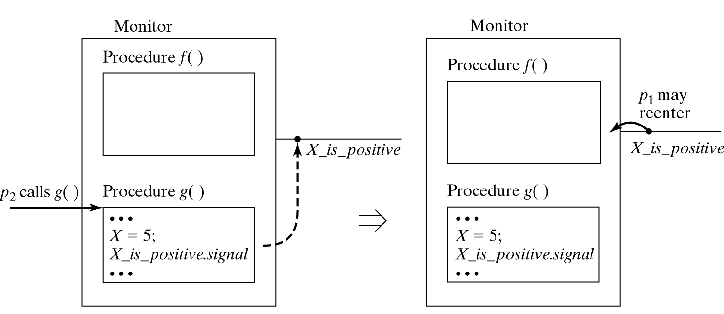 Monitor
Procedure f( )
X_is_positive
p2 calls g( )
Procedure g( )
•••
X = 5;
X_is_positive.signal
•••
⇒
Monitor
Procedure f( )
p1 may
reenter
X_is_positive
Procedure g( )
•••
X = 5;
X_is_positive.signal
•••